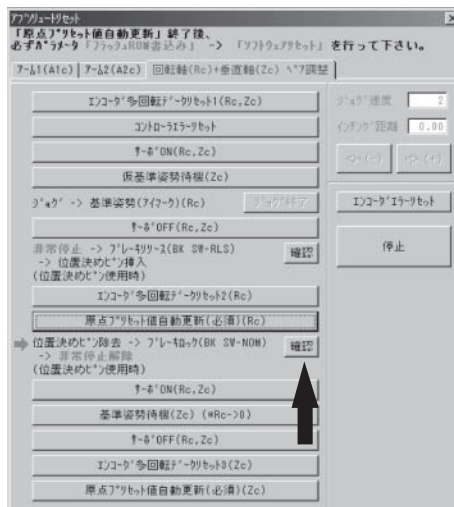 アブソリュートリセット
「原点プリセット値自動更新」終了後、
必ずパラメータ「フラッシュROM書込み」 -> 「ソフトウェアリセット」を行って下さい。
アーム1(A1c) アーム2(A2c) 回転軸(Rc)+垂直軸(Zc) ペア調整
エンコーダ多回転データリセット1(Rc,Zc)
コントローラエラーリセット
サーボON(Rc,Zc)
仮基準姿勢待機(Zc)
ジョグ -> 基準姿勢(アイマーク)(Rc) ジョグ終了
サーボOFF(Rc,Zc)
非常停止 -> ブレーキリリース(BK SW-RLS)
-> 位置決めピン挿入
(位置決めピン使用時)
確認
エンコーダ多回転データリセット2(Rc)
原点プリセット値自動更新(必須)(Rc)
位置決めピン除去 -> ブレーキロック(BK SW-NOM)
-> 非常停止解除
(位置決めピン使用時)
確認
サーボON(Rc,Zc)
基準姿勢待機(Zc) (※Rc->0)
サーボOFF(Rc,Zc)
エンコーダ多回転データリセット3(Zc)
原点プリセット値自動更新(必須)(Zc)
ジョグ速度 2
インチング距離 0.00
<-(-) ->(+)
エンコーダエラーリセット
停止